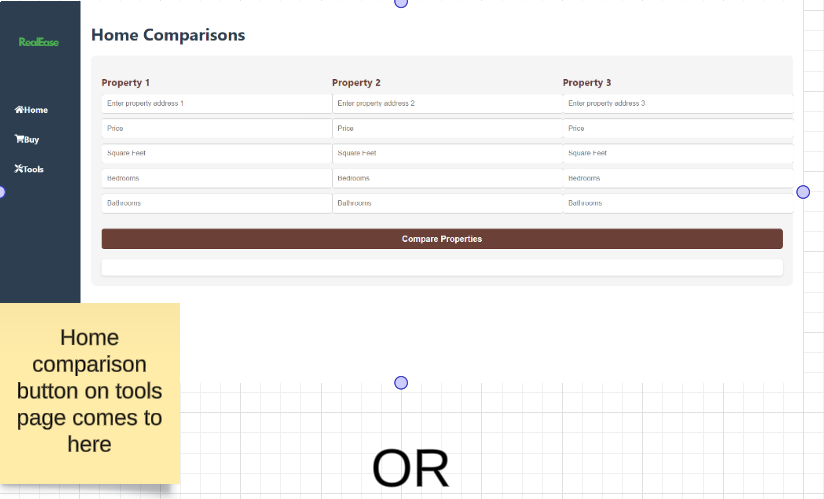 RealEase
Home
Buy
Tools
Home Comparisons
Property 1 Property 2 Property 3
Enter property address 1 Enter property address 2 Enter property address 3
Price Price Price
Square Feet Square Feet Square Feet
Bedrooms Bedrooms Bedrooms
Bathrooms Bathrooms Bathrooms
Compare Properties
Home
comparison
button on tools
page comes to
here
OR